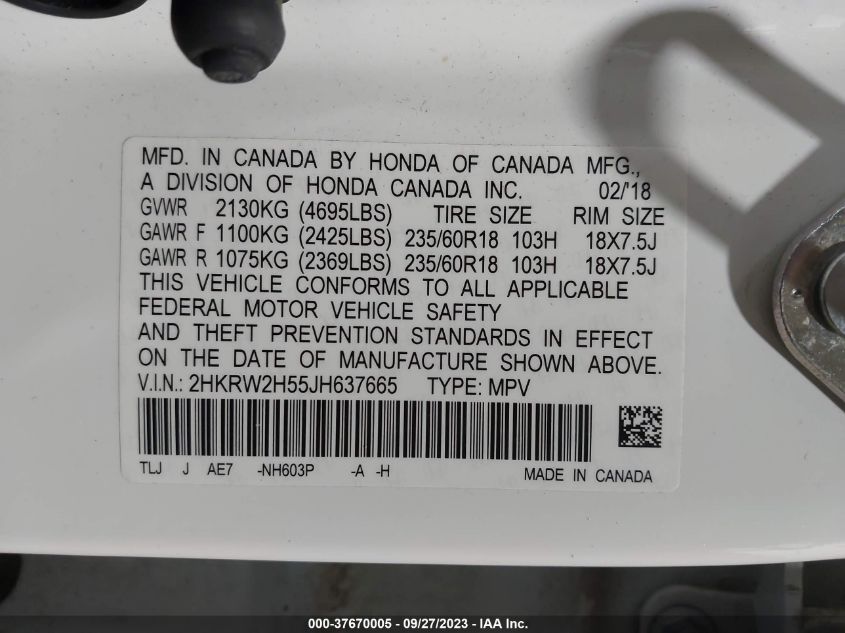 MFD. IN CANADA BY HONDA OF CANADA MFG.,
A DIVISION OF HONDA CANADA INC. 02/'18
GVWR 2130KG (4695LBS) TIRE SIZE RIM SIZE
GAWR F 1100KG (2425LBS) 235/60R18 103H 18X7.5J
GAWR R 1075KG (2369LBS) 235/60R18 103H 18X7.5J
THIS VEHICLE CONFORMS TO ALL APPLICABLE
FEDERAL MOTOR VEHICLE SAFETY
AND THEFT PREVENTION STANDARDS IN EFFECT
ON THE DATE OF MANUFACTURE SHOWN ABOVE.
V.I.N.: 2HKRW2H55JH637665 TYPE: MPV
TLJ J AE7 -NH603P -A -H MADE IN CANADA
000-37670005 - 09/27/2023 - IAA Inc.